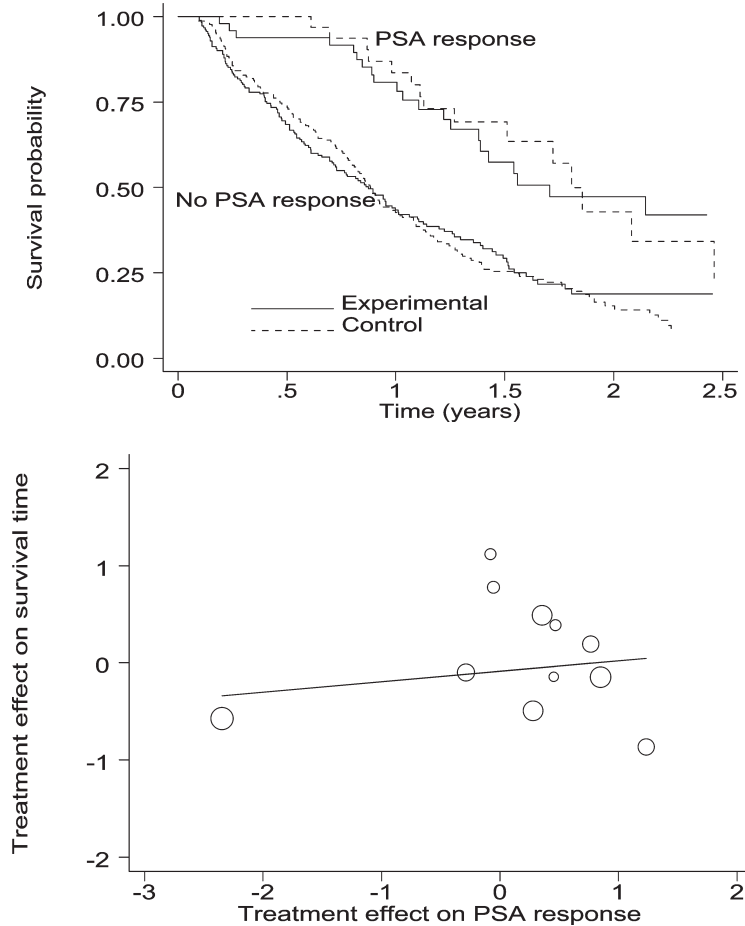 1.00
PSA response
0.75
Survival probability
0.50
No PSA response
0.25
Experimental
Control
0.00
0 .5 1 1.5 2 2.5
Time (years)
2
1
Treatment effect on survival time
0
-1
-2
-3 -2 -1 0 1 2
Treatment effect on PSA response